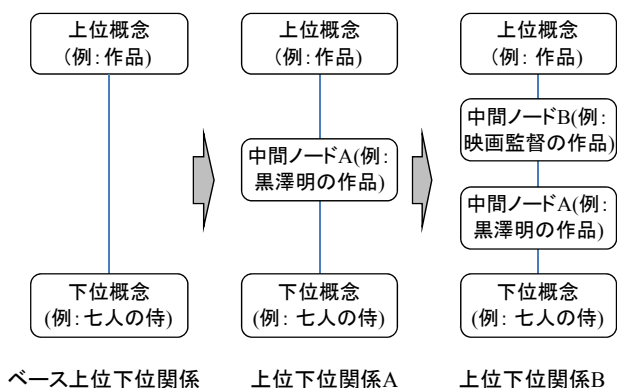 上位概念
(例：作品)
下位概念
(例：七人の侍)
ベース上位下位関係
上位概念
(例：作品)
中間ノードA(例：
黒澤明の作品)
下位概念
(例：七人の侍)
上位下位関係A
上位概念
(例：作品)
中間ノードB(例：
映画監督の作品)
中間ノードA(例：
黒澤明の作品)
下位概念
(例：七人の侍)
上位下位関係B